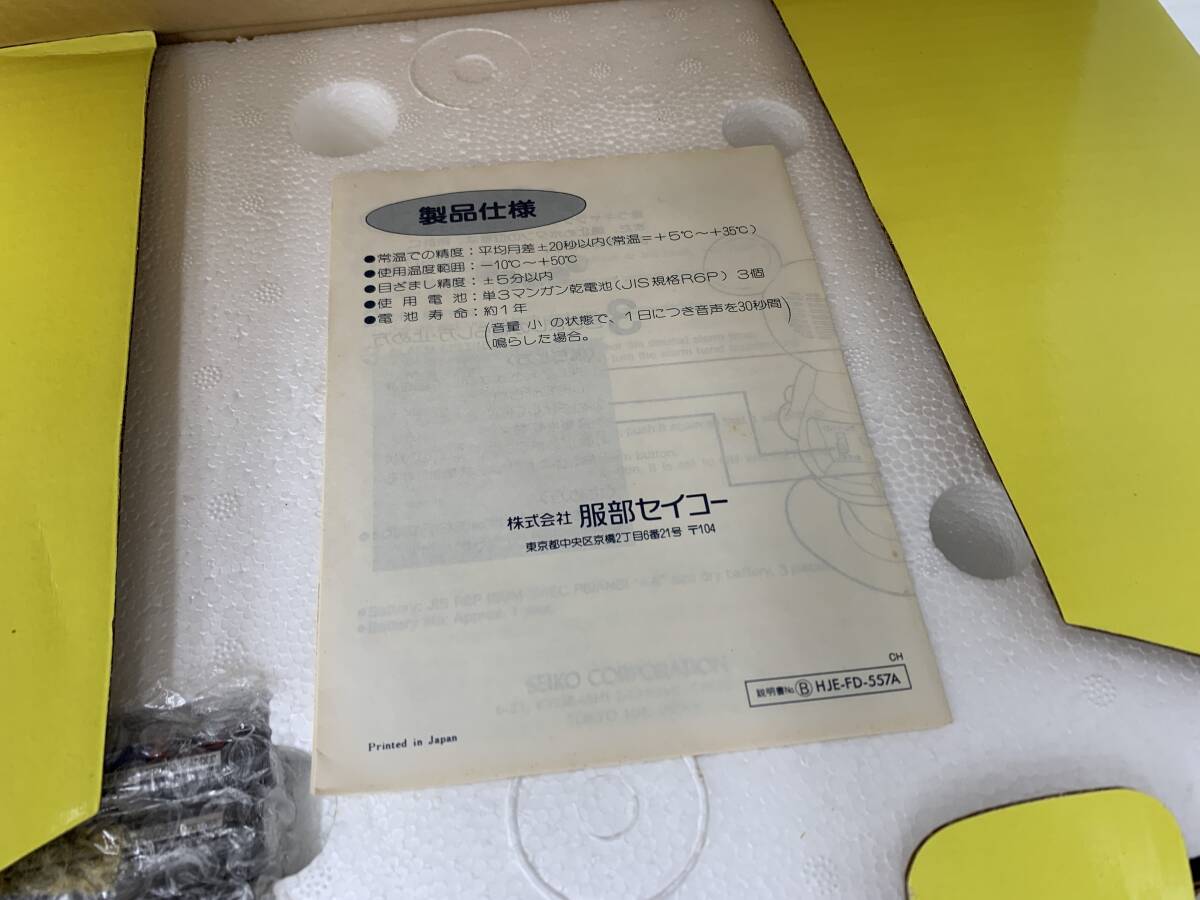 製品仕様
●常温での精度：平均月差±20秒以内(常温＝＋5℃～＋35℃)
●使用温度範囲：－10℃～＋50℃
●目ざまし精度：±5分以内
●使用電池：単3マンガン乾電池(JIS規格R6P) 3個
●電池寿命：約1年
(音量 小 の状態で、1日につき音声を30秒間
鳴らした場合。)
株式会社 服部セイコー
東京都中央区京橋2丁目6番21号 〒104
CH
説明書No. Ⓑ HJE-FD-557A
Printed in Japan